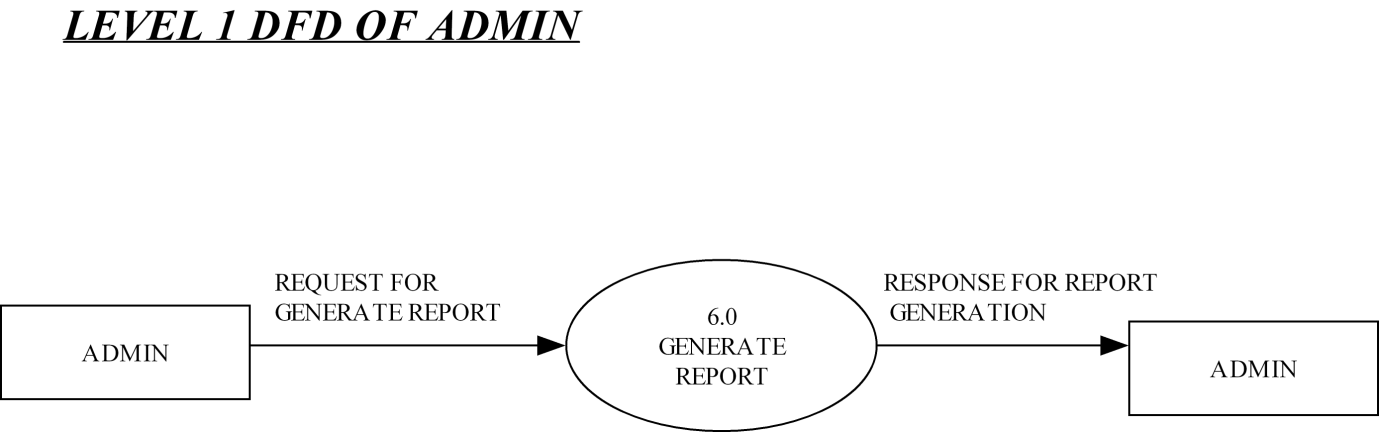 LEVEL 1 DFD OF ADMIN
REQUEST FOR
GENERATE REPORT
RESPONSE FOR REPORT
GENERATION
ADMIN
6.0
GENERATE
REPORT
ADMIN